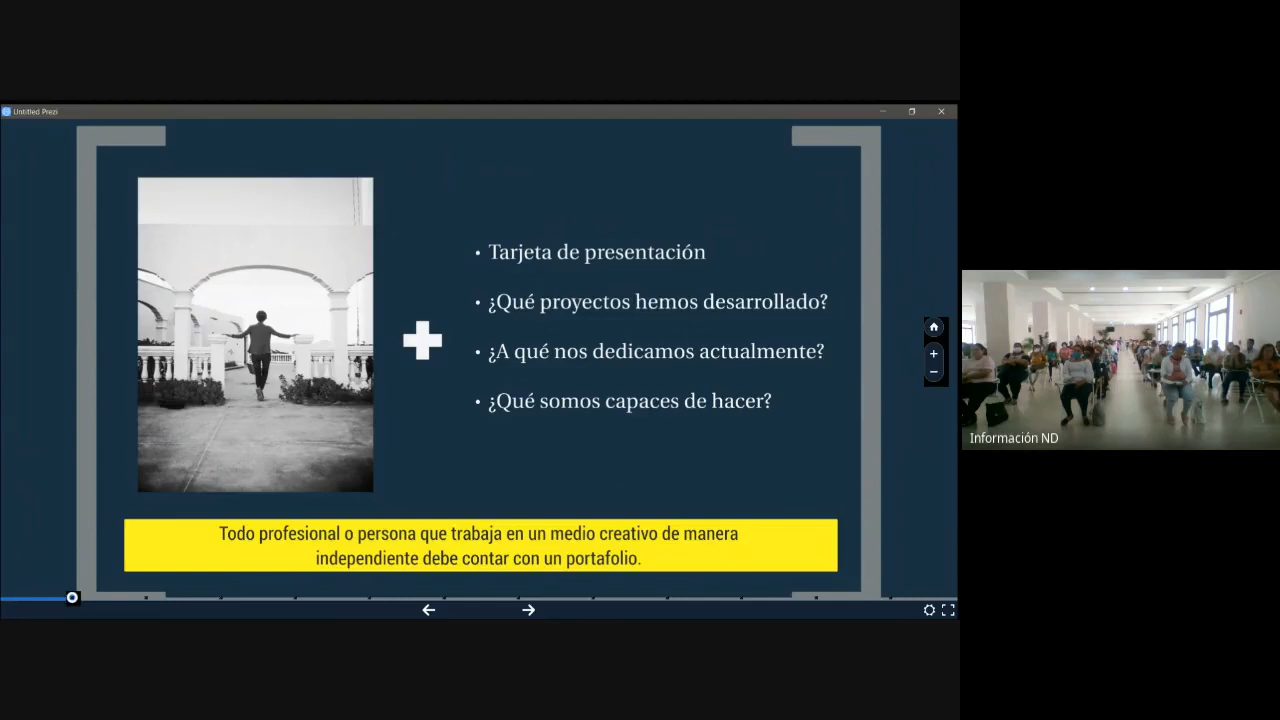 Untitled Prezi
• Tarjeta de presentación
• ¿Qué proyectos hemos desarrollado?
• ¿A qué nos dedicamos actualmente?
• ¿Qué somos capaces de hacer?
Todo profesional o persona que trabaja en un medio creativo de manera
independiente debe contar con un portafolio.
Información ND